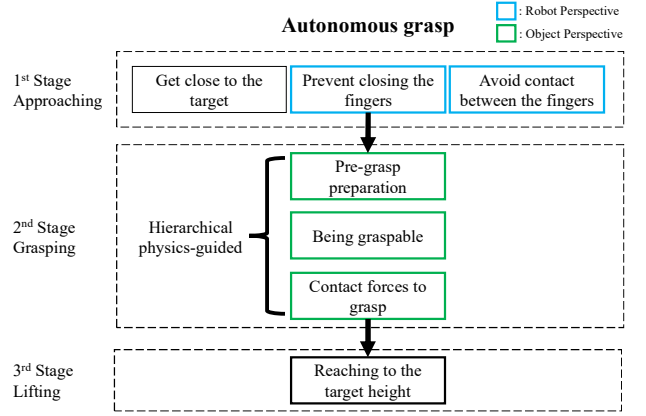 Autonomous grasp
: Robot Perspective
: Object Perspective
1st Stage
Approaching
Get close to the
target
Prevent closing the
fingers
Avoid contact
between the fingers
2nd Stage
Grasping
Hierarchical
physics-guided
Pre-grasp
preparation
Being graspable
Contact forces to
grasp
3rd Stage
Lifting
Reaching to the
target height